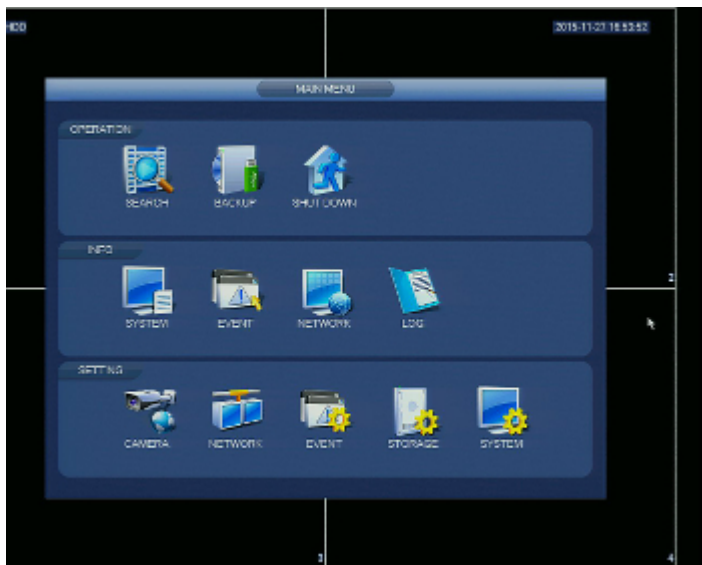 HDD
2015-11-27 16:53:52
MAIN MENU
OPERATION
SEARCH
BACKUP
SHUTDOWN
INFO
SYSTEM
EVENT
NETWORK
LOG
2
SETTING
CAMERA
NETWORK
EVENT
STORAGE
SYSTEM
3
4